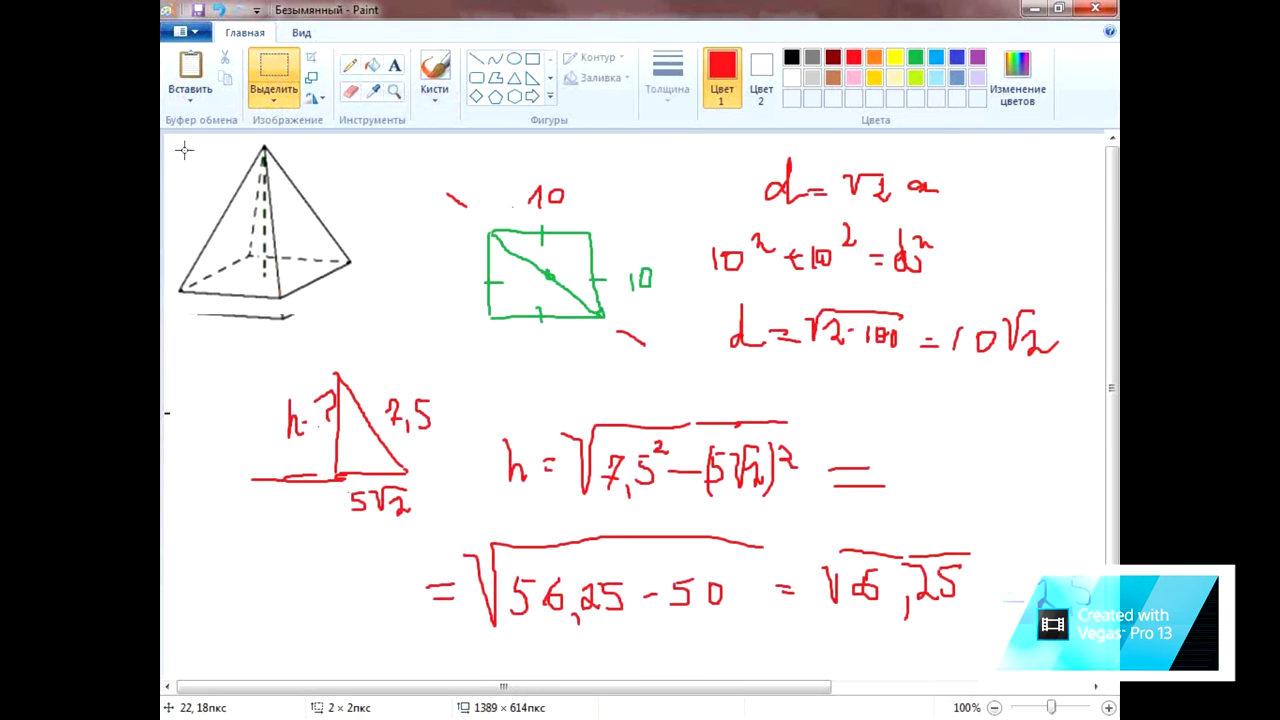 Безымянный - Paint
Главная
Вид
Вставить
Выделить
Кисти
Контур
Заливка
Толщина
Цвет 1
Цвет 2
Изменение цветов
Буфер обмена
Изображение
Инструменты
Фигуры
Цвета
10
10
d = √2 a
10² + 10² = d²
d = √2·100 = 10√2
h - ?
7,5
5√2
h = √7,5² - (5√2)² =
= √56,25 - 50 = √6,25
Created with
Vegas Pro 13
22, 18пкс
2 × 2пкс
1389 × 614пкс
100%